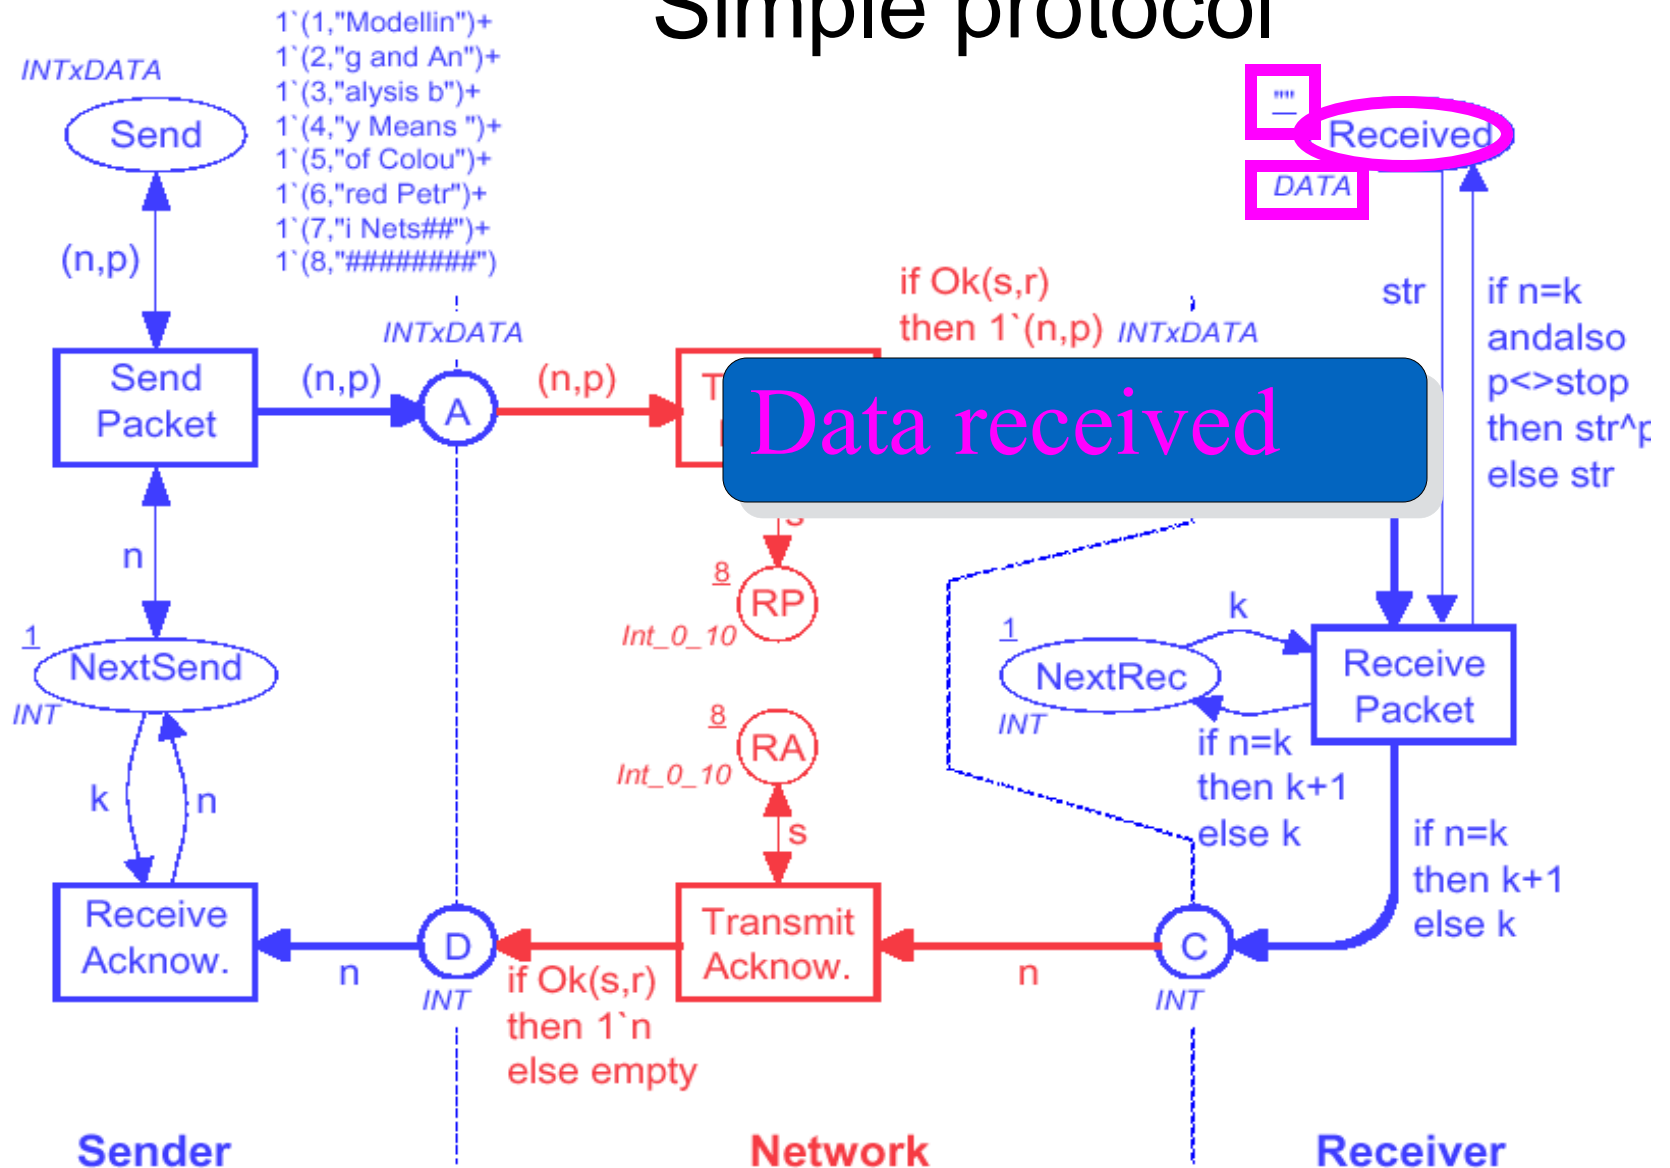 Simple protocol
1`(1,"Modellin")+
1`(2,"g and An")+
1`(3,"alysis b")+
1`(4,"y Means ")+
1`(5,"of Colou")+
1`(6,"red Petr")+
1`(7,"i Nets##")+
1`(8,"########")
INTxDATA
Send
""
Received
DATA
(n,p)
str
if n=k
andalso
p<>stop
then str^p
else str
if Ok(s,r)
then 1`(n,p)
INTxDATA
INTxDATA
Send
Packet
(n,p)
A
(n,p)
T
Data received
s
8
RP
Int_0_10
n
1
NextSend
INT
k
1
NextRec
INT
Receive
Packet
if n=k
then k+1
else k
8
RA
Int_0_10
s
k
n
if n=k
then k+1
else k
Receive
Acknow.
n
D
INT
if Ok(s,r)
then 1`n
else empty
Transmit
Acknow.
n
C
INT
Sender
Network
Receiver